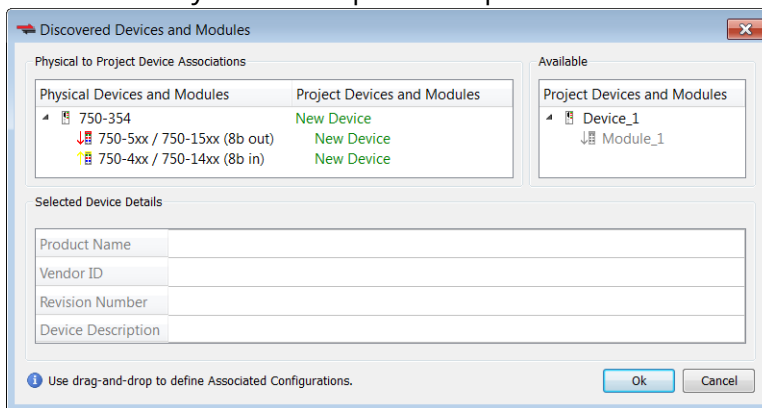 Discovered Devices and Modules
Physical to Project Device Associations
Physical Devices and Modules Project Devices and Modules
750-354 New Device
750-5xx / 750-15xx (8b out) New Device
750-4xx / 750-14xx (8b in) New Device
Available
Project Devices and Modules
Device_1
Module_1
Selected Device Details
Product Name
Vendor ID
Revision Number
Device Description
Use drag-and-drop to define Associated Configurations.
Ok Cancel